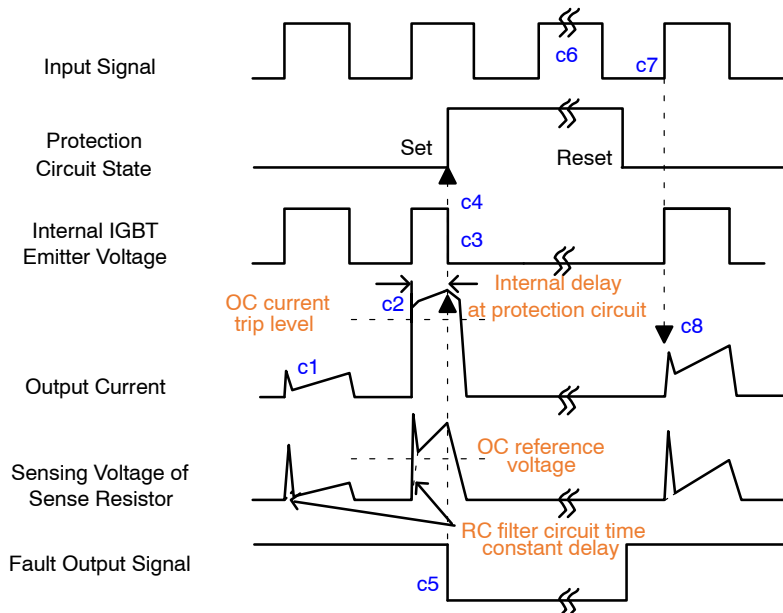 c6
Input Signal
c7
Protection
Circuit State
Set
Reset
c4
Internal IGBT
Emitter Voltage
c3
OC current
trip level
c2
Internal delay
at protection circuit
c8
c1
Output Current
OC reference
voltage
Sensing Voltage of
Sense Resistor
RC filter circuit time
constant delay
Fault Output Signal
c5